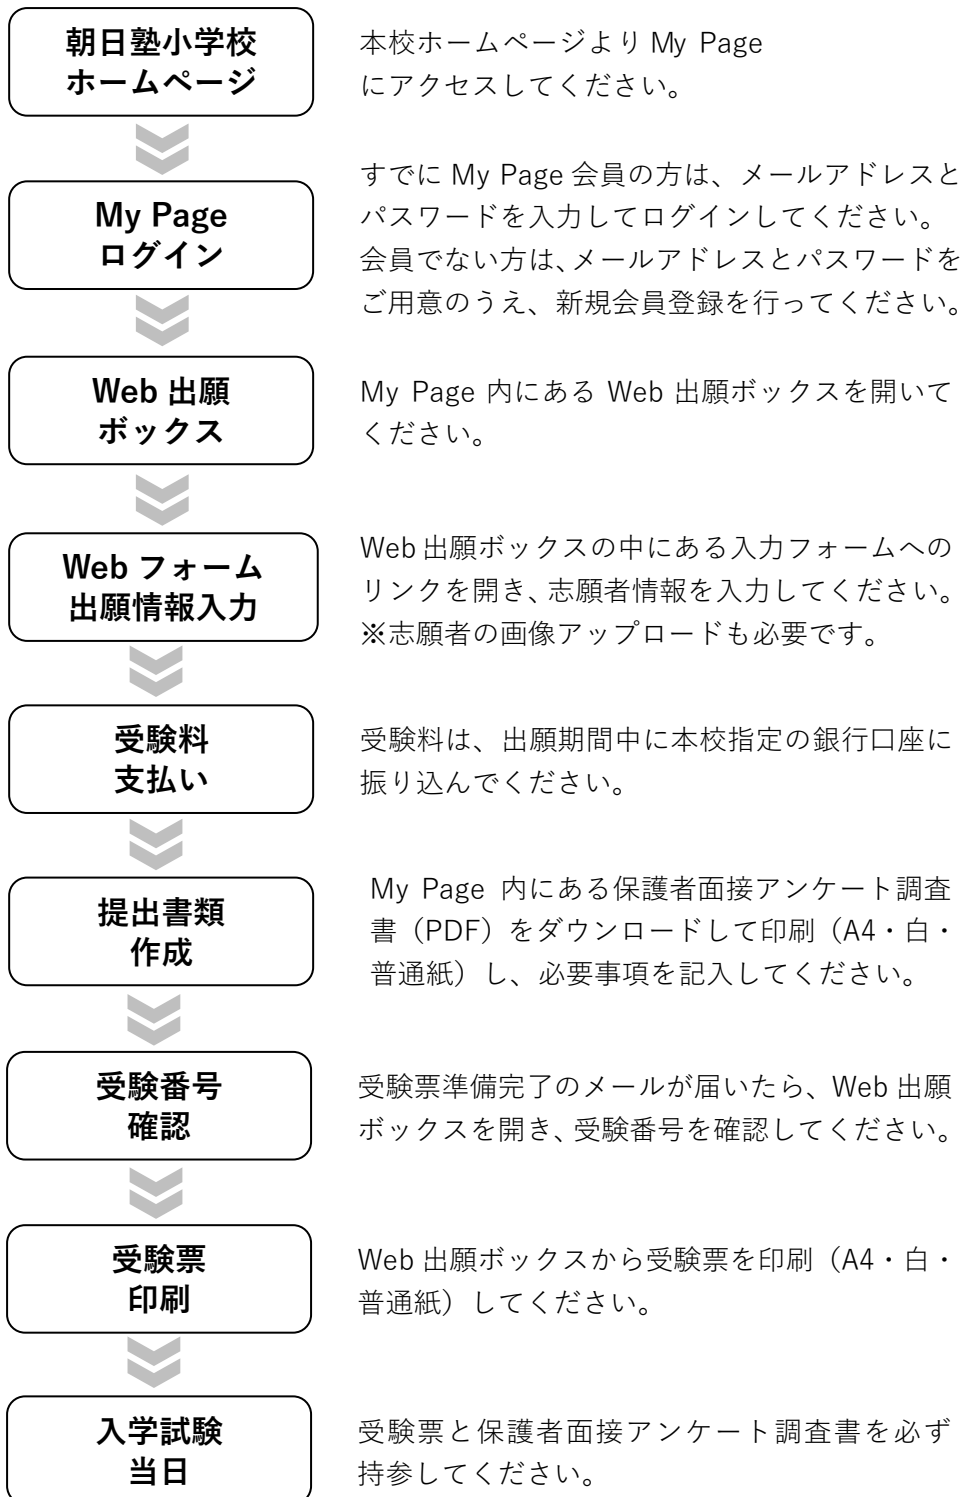 朝日塾小学校
ホームページ
本校ホームページより My Page
にアクセスしてください。
My Page
ログイン
すでに My Page 会員の方は、メールアドレスと
パスワードを入力してログインしてください。
会員でない方は、メールアドレスとパスワードを
ご用意のうえ、新規会員登録を行ってください。
Web 出願
ボックス
My Page 内にある Web 出願ボックスを開いて
ください。
Web フォーム
出願情報入力
Web 出願ボックスの中にある入力フォームへの
リンクを開き、志願者情報を入力してください。
※志願者の画像アップロードも必要です。
受験料
支払い
受験料は、出願期間中に本校指定の銀行口座に
振り込んでください。
提出書類
作成
My Page 内にある保護者面接アンケート調査
書（PDF）をダウンロードして印刷（A4・白・
普通紙）し、必要事項を記入してください。
受験番号
確認
受験票準備完了のメールが届いたら、Web 出願
ボックスを開き、受験番号を確認してください。
受験票
印刷
Web 出願ボックスから受験票を印刷（A4・白・
普通紙）してください。
入学試験
当日
受験票と保護者面接アンケート調査書を必ず
持参してください。